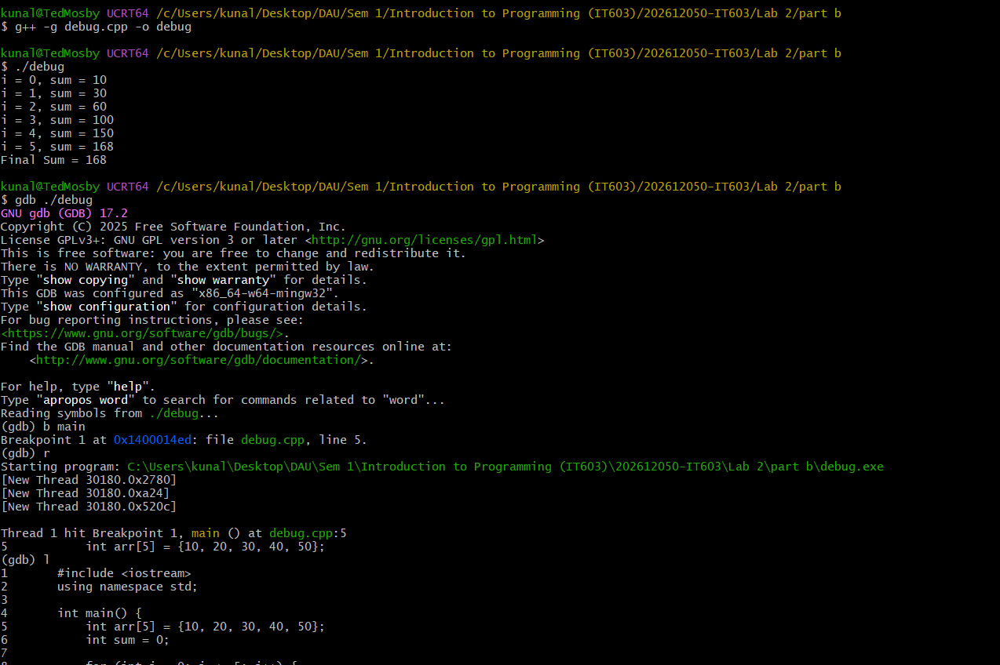 kunal@TedMosby UCRT64 /c/Users/kunal/Desktop/DAU/Sem 1/Introduction to Programming (IT603)/202612050-IT603/Lab 2/part b
$ g++ -g debug.cpp -o debug

kunal@TedMosby UCRT64 /c/Users/kunal/Desktop/DAU/Sem 1/Introduction to Programming (IT603)/202612050-IT603/Lab 2/part b
$ ./debug
i = 0, sum = 10
i = 1, sum = 30
i = 2, sum = 60
i = 3, sum = 100
i = 4, sum = 150
i = 5, sum = 168
Final Sum = 168

kunal@TedMosby UCRT64 /c/Users/kunal/Desktop/DAU/Sem 1/Introduction to Programming (IT603)/202612050-IT603/Lab 2/part b
$ gdb ./debug
GNU gdb (GDB) 17.2
Copyright (C) 2025 Free Software Foundation, Inc.
License GPLv3+: GNU GPL version 3 or later <http://gnu.org/licenses/gpl.html>
This is free software: you are free to change and redistribute it.
There is NO WARRANTY, to the extent permitted by law.
Type "show copying" and "show warranty" for details.
This GDB was configured as "x86_64-w64-mingw32".
Type "show configuration" for configuration details.
For bug reporting instructions, please see:
<https://www.gnu.org/software/gdb/bugs/>.
Find the GDB manual and other documentation resources online at:
    <http://www.gnu.org/software/gdb/documentation/>.

For help, type "help".
Type "apropos word" to search for commands related to "word"...
Reading symbols from ./debug...
(gdb) b main
Breakpoint 1 at 0x1400014ed: file debug.cpp, line 5.
(gdb) r
Starting program: C:\Users\kunal\Desktop\DAU\Sem 1\Introduction to Programming (IT603)\202612050-IT603\Lab 2\part b\debug.exe
[New Thread 30180.0x2780]
[New Thread 30180.0xa24]
[New Thread 30180.0x520c]

Thread 1 hit Breakpoint 1, main () at debug.cpp:5
5           int arr[5] = {10, 20, 30, 40, 50};
(gdb) l
1       #include <iostream>
2       using namespace std;
3
4       int main() {
5           int arr[5] = {10, 20, 30, 40, 50};
6           int sum = 0;
7